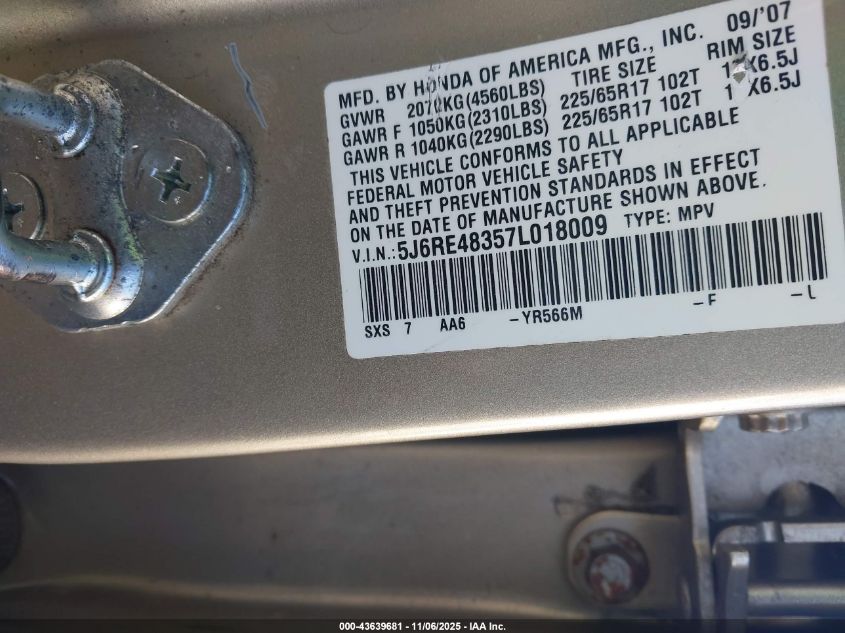 MFD. BY HONDA OF AMERICA MFG., INC. 09/'07
TIRE SIZE RIM SIZE
GVWR 2070KG(4560LBS)
GAWR F 1050KG(2310LBS) 225/65R17 102T X6.5J
GAWR R 1040KG(2290LBS) 225/65R17 102T X6.5J
THIS VEHICLE CONFORMS TO ALL APPLICABLE
FEDERAL MOTOR VEHICLE SAFETY
AND THEFT PREVENTION STANDARDS IN EFFECT
ON THE DATE OF MANUFACTURE SHOWN ABOVE.
V.I.N.:5J6RE48357L018009 TYPE: MPV
SXS 7 AA6 -YR566M -F -L
000-43639681 - 11/06/2025 - IAA Inc.